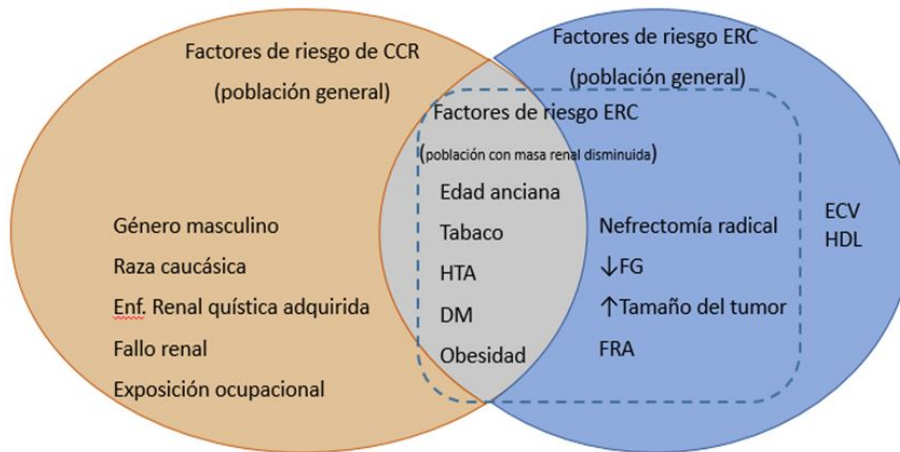 Factores de riesgo de CCR
(población general)
Factores de riesgo ERC
(población general)
Factores de riesgo ERC
(población con masa renal disminuida)
Género masculino
Raza caucásica
Enf. Renal quística adquirida
Fallo renal
Exposición ocupacional
Edad anciana
Tabaco
HTA
DM
Obesidad
Nefrectomía radical
↓FG
↑Tamaño del tumor
FRA
ECV
HDL